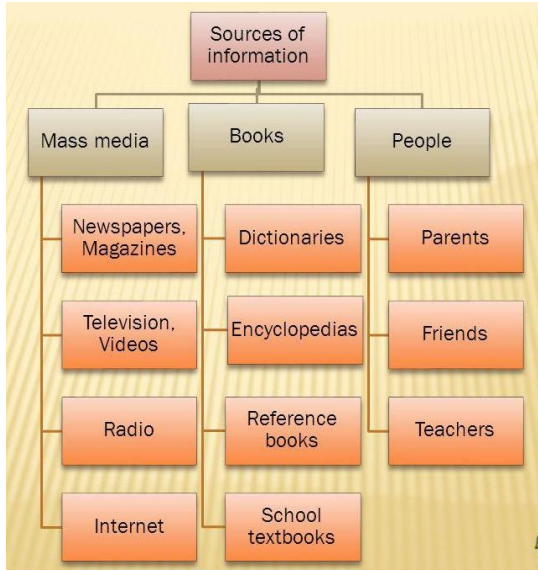 Sources of
information
Mass media
Books
People
Newspapers,
Magazines
Dictionaries
Parents
Television,
Videos
Encyclopedias
Friends
Radio
Reference
books
Teachers
Internet
School
textbooks